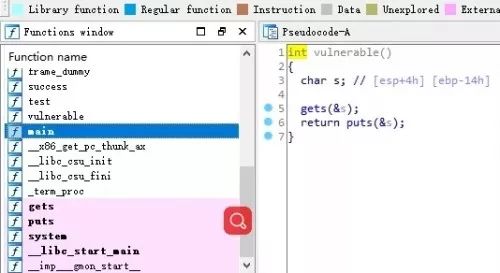 Library function Regular function Instruction Data Unexplored Externa
Functions window
Function name
frame_dummy
success
test
vulnerable
main
__x86_get_pc_thunk_ax
__libc_csu_init
__libc_csu_fini
_term_proc
gets
puts
system
__libc_start_main
__imp___gmon_start__
Pseudocode-A
1 int vulnerable()
2 {
3 char s; // [esp+4h] [ebp-14h]
4
5 gets(&s);
6 return puts(&s);
7 }